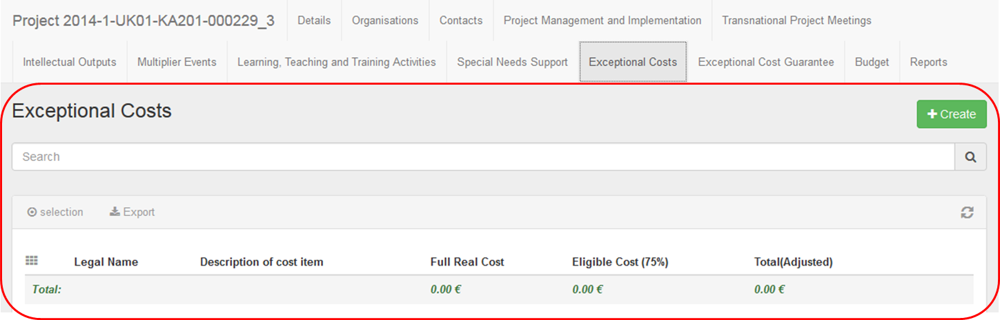 Project 2014-1-UK01-KA201-000229_3 Details Organisations Contacts Project Management and Implementation Transnational Project Meetings
Intellectual Outputs Multiplier Events Learning, Teaching and Training Activities Special Needs Support Exceptional Costs Exceptional Cost Guarantee Budget Reports
Exceptional Costs Create
Search
selection Export
Legal Name Description of cost item Full Real Cost Eligible Cost (75%) Total(Adjusted)
Total: 0.00 € 0.00 € 0.00 €